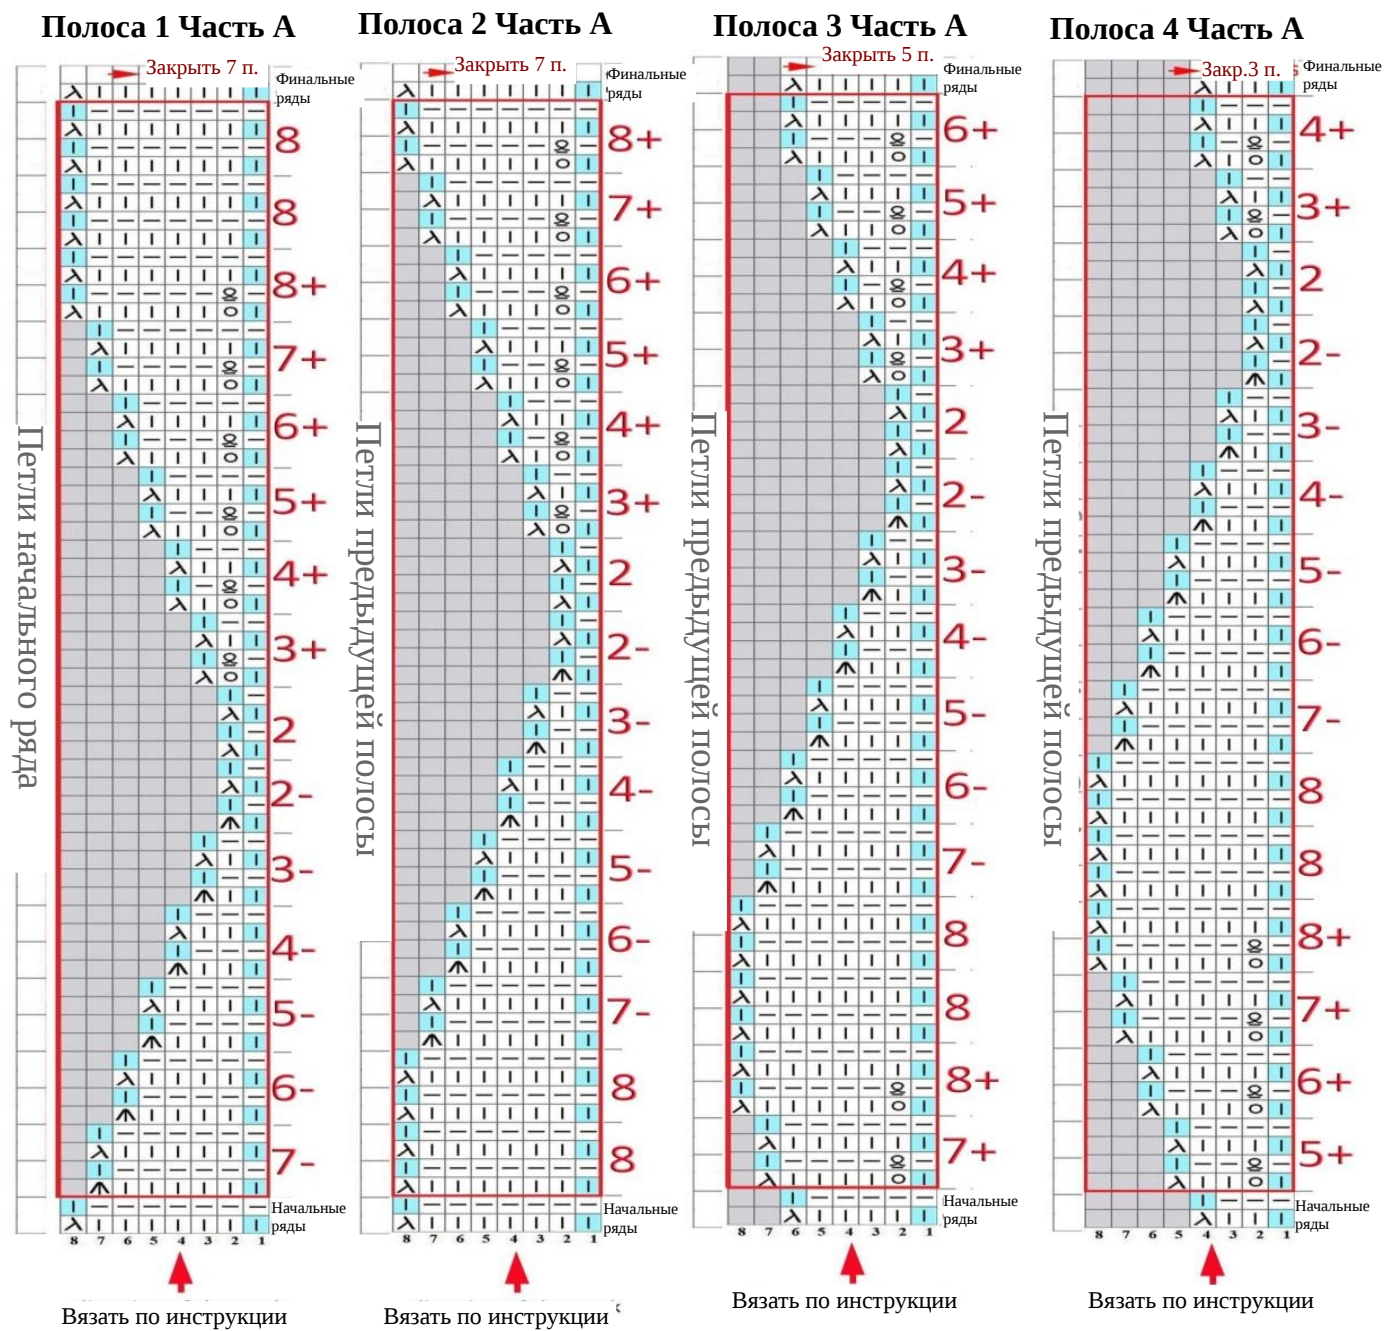 Полоса 1 Часть А
Закрыть 7 п.
Финальные
ряды
8
8
8+
7+
6+
5+
4+
3+
2
2-
3-
4-
5-
6-
7-
Начальные
ряды
Петли начального ряда
8 7 6 5 4 3 2 1
Вязать по инструкции
Полоса 2 Часть А
Закрыть 7 п.
Финальные
ряды
8+
7+
6+
5+
4+
3+
2
2-
3-
4-
5-
6-
7-
8
8
Начальные
ряды
Петли предыдущей полосы
8 7 6 5 4 3 2 1
Вязать по инструкции
Полоса 3 Часть А
Закрыть 5 п.
Финальные
ряды
6+
5+
4+
3+
2
2-
3-
4-
5-
6-
7-
8
8
8+
7+
Начальные
ряды
Петли предыдущей полосы
8 7 6 5 4 3 2 1
Вязать по инструкции
Полоса 4 Часть А
Закр.3 п.
Финальные
ряды
4+
3+
2
2-
3-
4-
5-
6-
7-
8
8
8+
7+
6+
5+
Начальные
ряды
Петли предыдущей полосы
8 7 6 5 4 3 2 1
Вязать по инструкции